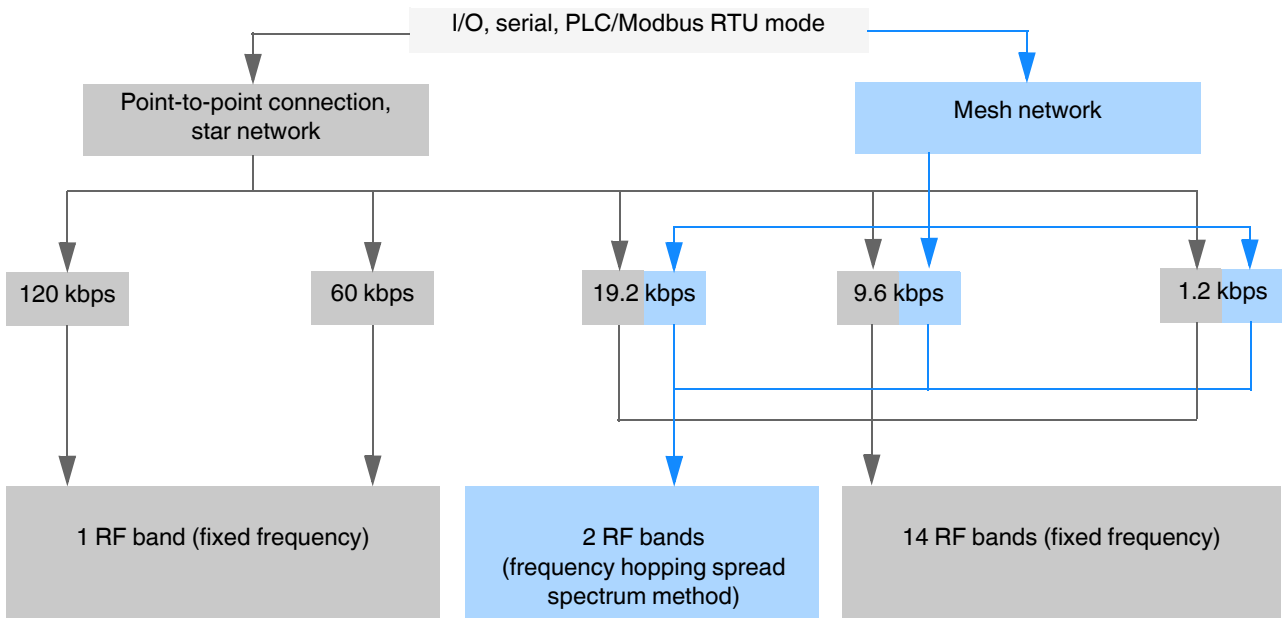 I/O, serial, PLC/Modbus RTU mode
Point-to-point connection,
star network
Mesh network
120 kbps
60 kbps
19.2 kbps
9.6 kbps
1.2 kbps
1 RF band (fixed frequency)
2 RF bands
(frequency hopping spread
spectrum method)
14 RF bands (fixed frequency)